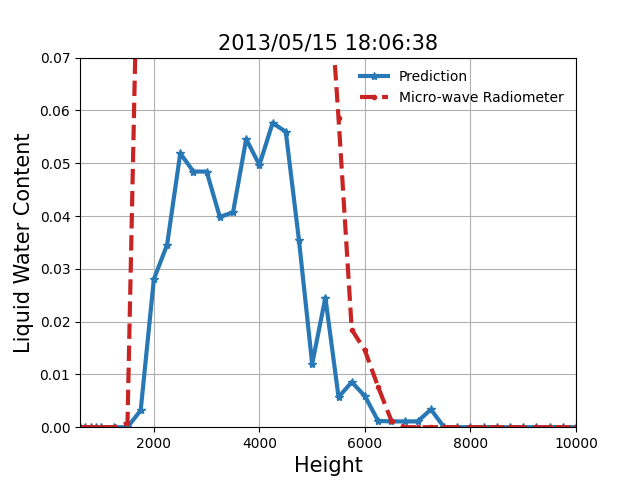 2013/05/15 18:06:38
Prediction
Micro-wave Radiometer
Liquid Water Content
0.07
0.06
0.05
0.04
0.03
0.02
0.01
0.00
2000 4000 6000 8000 10000
Height